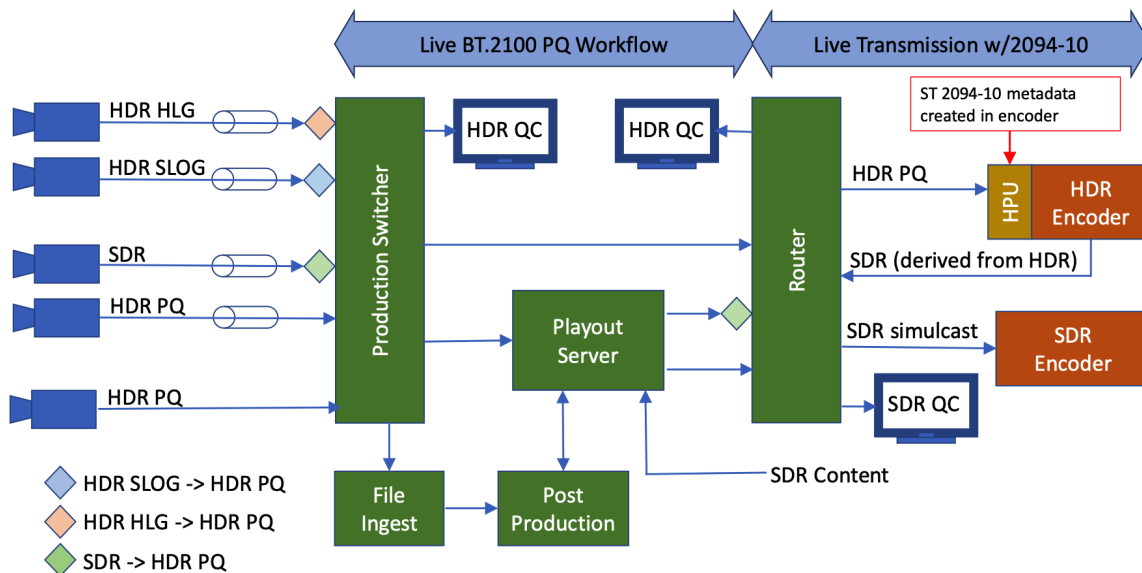 Live BT.2100 PQ Workflow
Live Transmission w/2094-10
ST 2094-10 metadata
created in encoder
HDR HLG
HDR QC
HDR QC
HDR SLOG
HDR PQ
HPU
HDR
Encoder
Production Switcher
Router
SDR
SDR (derived from HDR)
HDR PQ
Playout
Server
SDR simulcast
SDR
Encoder
HDR PQ
SDR QC
SDR Content
HDR SLOG -> HDR PQ
File
Ingest
Post
Production
HDR HLG -> HDR PQ
SDR -> HDR PQ